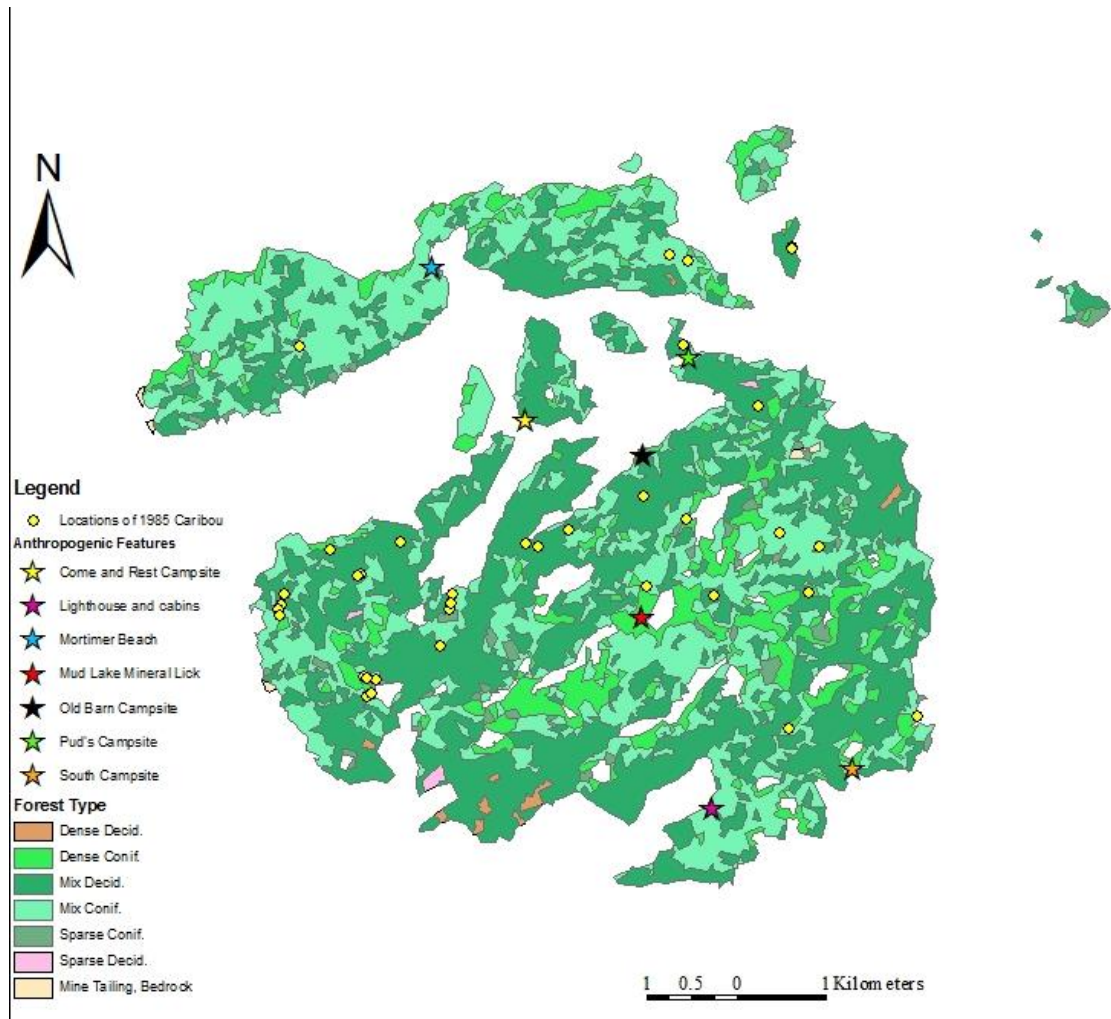 N
Legend
Locations of 1985 Caribou
Anthropogenic Features
Come and Rest Campsite
Lighthouse and cabins
Mortimer Beach
Mud Lake Mineral Lick
Old Barn Campsite
Pud's Campsite
South Campsite
Forest Type
Dense Decid.
Dense Conif.
Mix Decid.
Mix Conif.
Sparse Conif.
Sparse Decid.
Mine Tailing, Bedrock
1 0.5 0 1 Kilometers